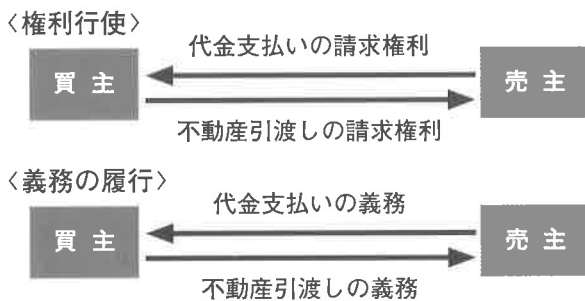 〈権利行使〉
代金支払いの請求権利
買主
売主
不動産引渡しの請求権利
〈義務の履行〉
代金支払いの義務
買主
売主
不動産引渡しの義務